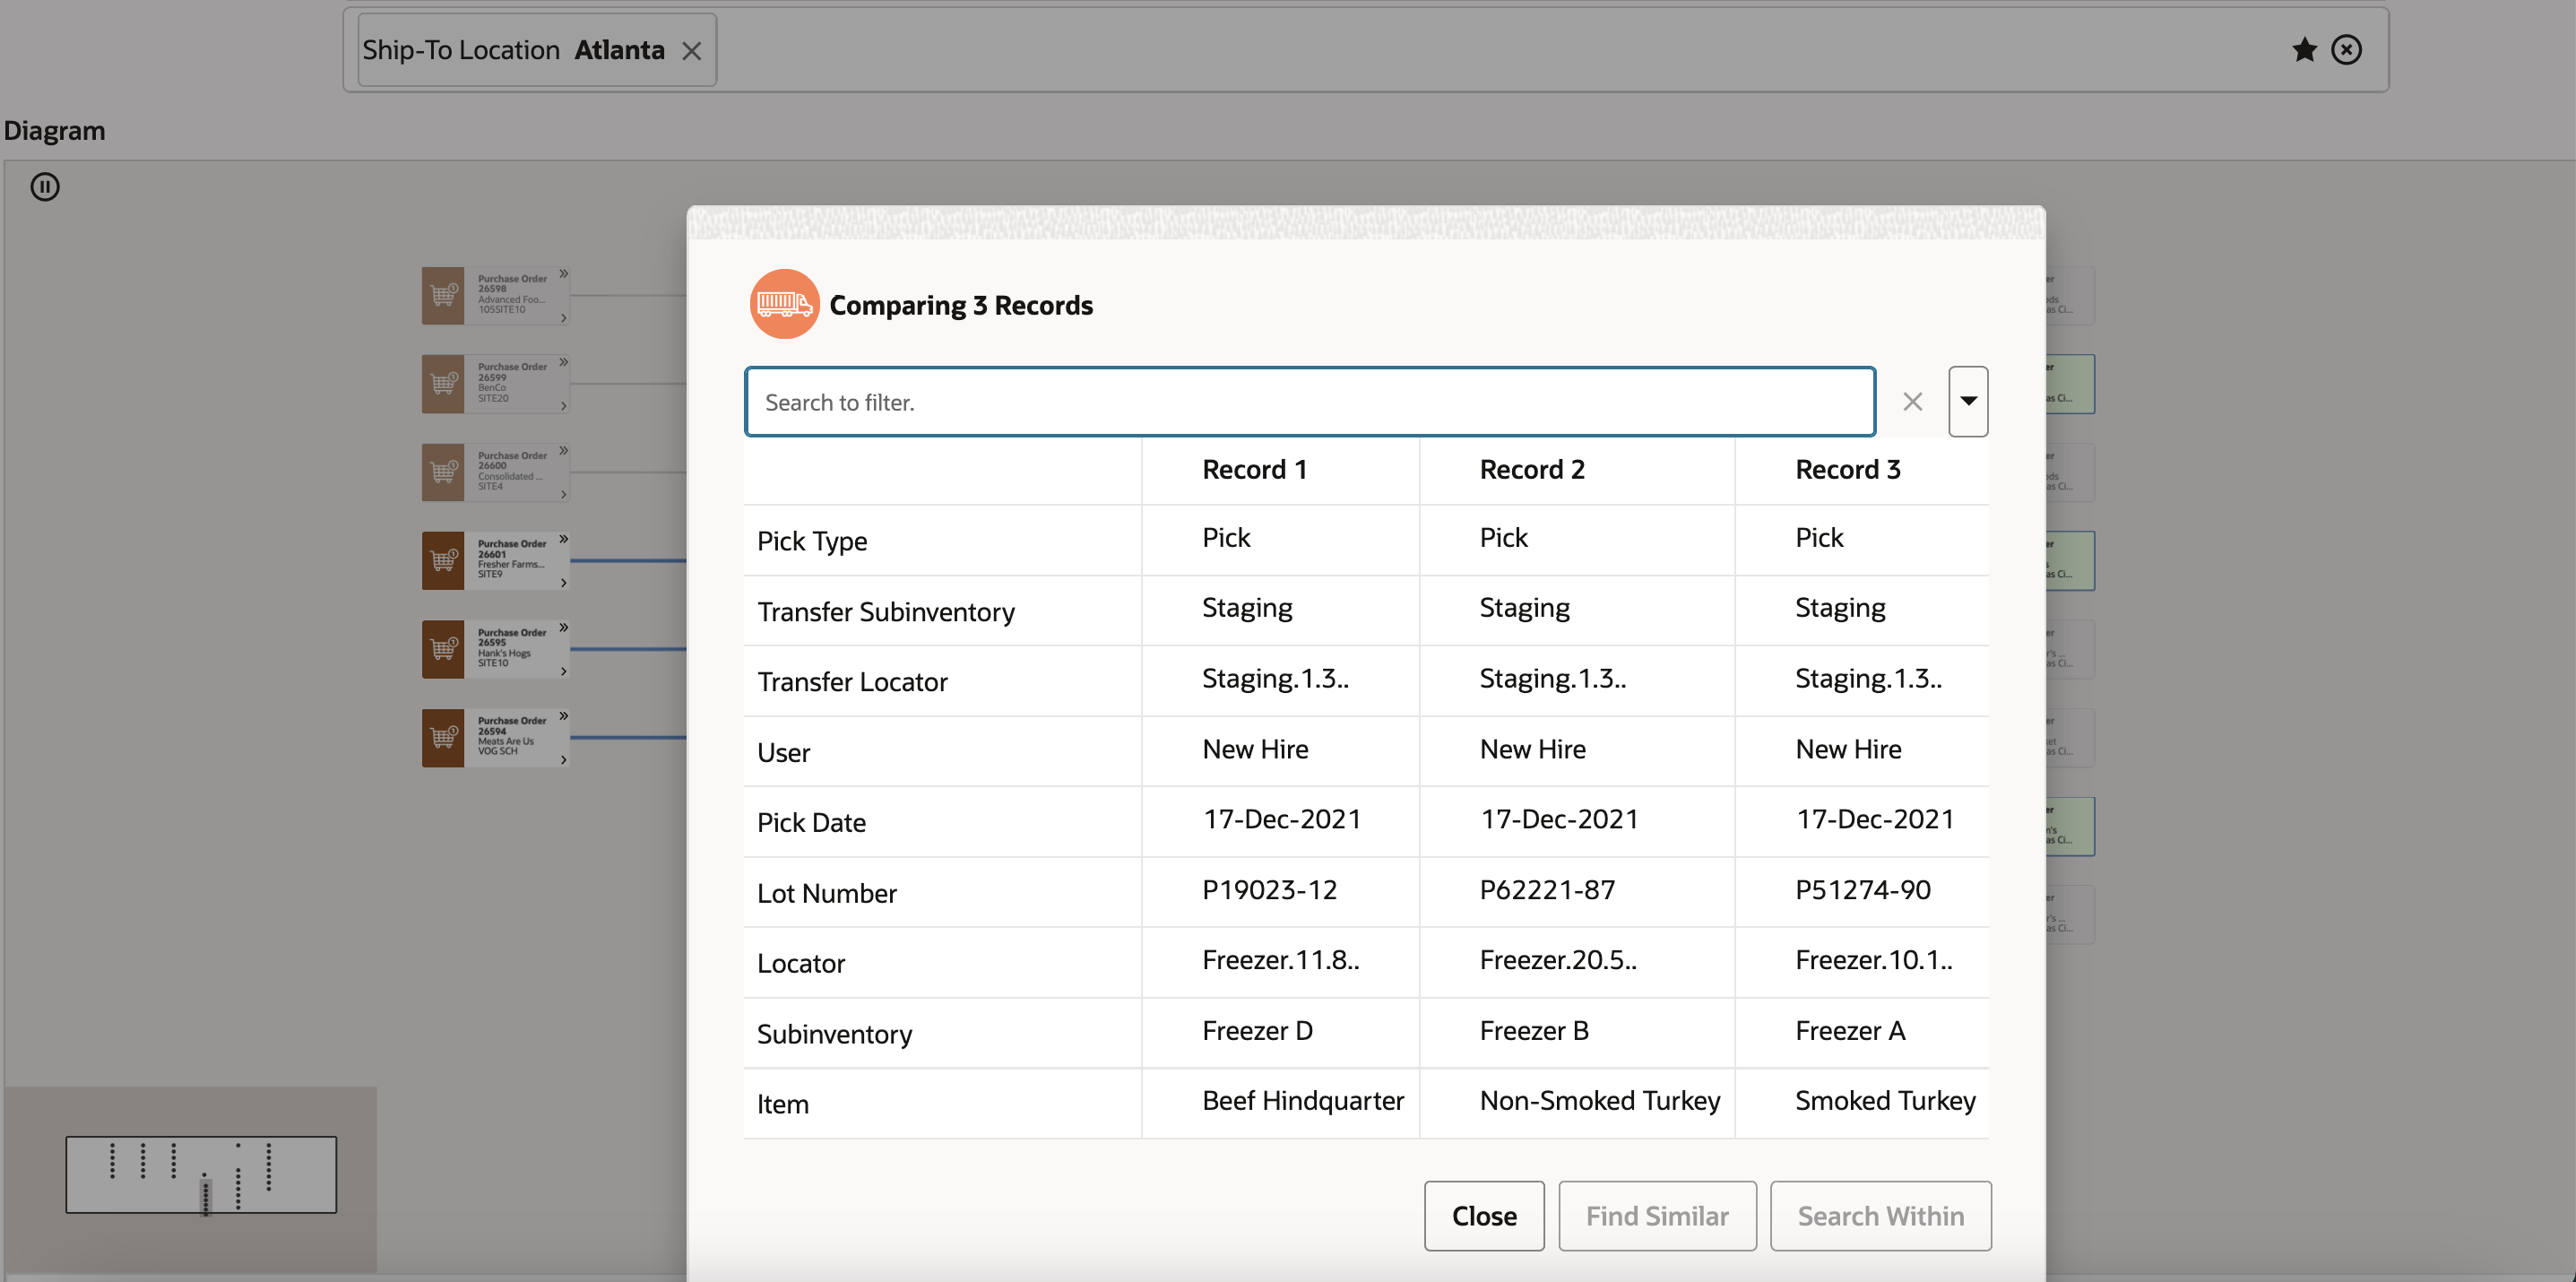 Ship-To Location Atlanta
Diagram
Purchase Order
26598
Advanced Foo...
105SITE10
Purchase Order
26599
BenCo
SITE20
Purchase Order
26600
Consolidated ...
SITE4
Purchase Order
26601
Fresher Farms...
SITE9
Purchase Order
26595
Hank's Hogs
SITE10
Purchase Order
26594
Meats Are Us
VOG SCH
Comparing 3 Records
Search to filter.
Record 1 Record 2 Record 3
Pick Type Pick Pick Pick
Transfer Subinventory Staging Staging Staging
Transfer Locator Staging.1.3.. Staging.1.3.. Staging.1.3..
User New Hire New Hire New Hire
Pick Date 17-Dec-2021 17-Dec-2021 17-Dec-2021
Lot Number P19023-12 P62221-87 P51274-90
Locator Freezer.11.8.. Freezer.20.5.. Freezer.10.1..
Subinventory Freezer D Freezer B Freezer A
Item Beef Hindquarter Non-Smoked Turkey Smoked Turkey
Close Find Similar Search Within